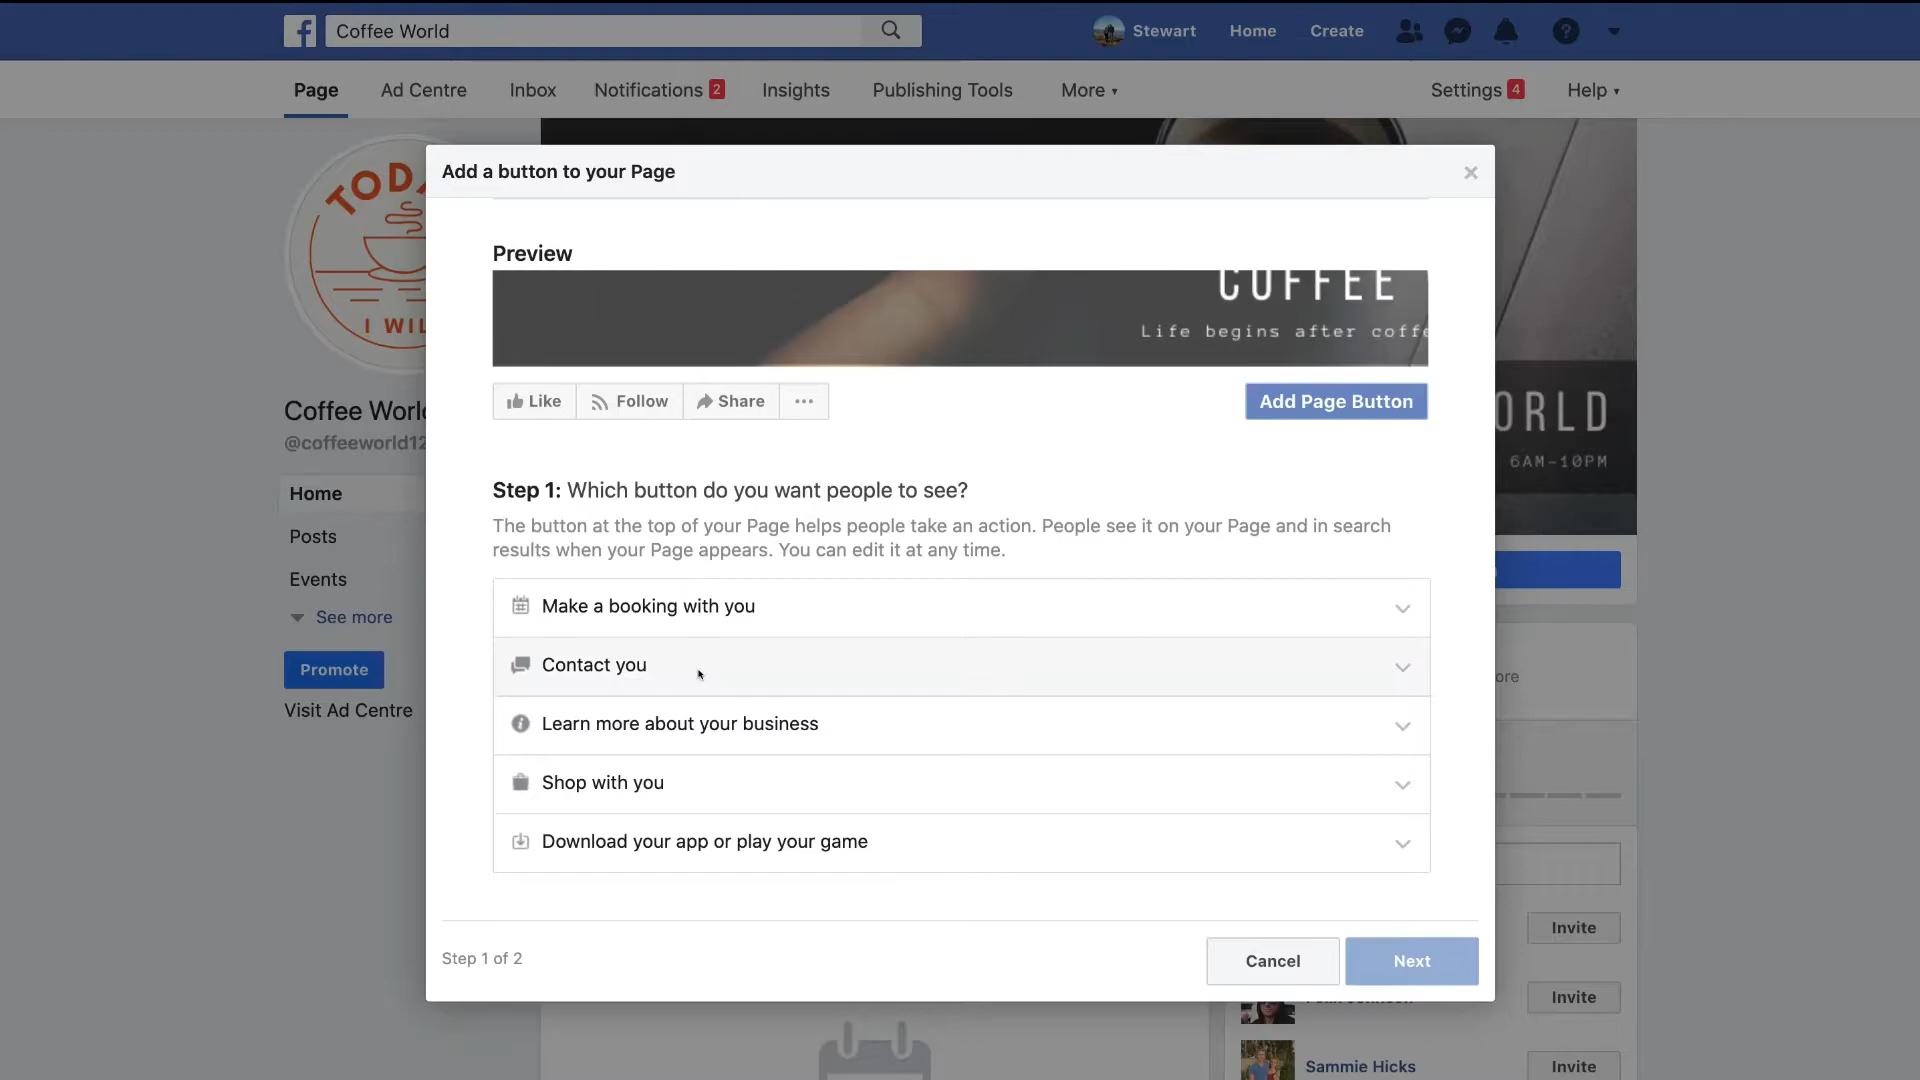 Coffee World
Stewart
Home
Create
Page
Ad Centre
Inbox
Notifications 2
Insights
Publishing Tools
More
Settings 4
Help
I WIL
Coffee Worl
@coffeeworld12
Home
Posts
Events
See more
Promote
Visit Ad Centre
Add a button to your Page
Preview
COFFEE
Life begins after coffe
Like
Follow
Share
Add Page Button
Step 1: Which button do you want people to see?
The button at the top of your Page helps people take an action. People see it on your Page and in search
results when your Page appears. You can edit it at any time.
Make a booking with you
Contact you
Learn more about your business
Shop with you
Download your app or play your game
Step 1 of 2
Cancel
Next
ORLD
6AM-10PM
ore
Invite
Invite
Sammie Hicks
Invite